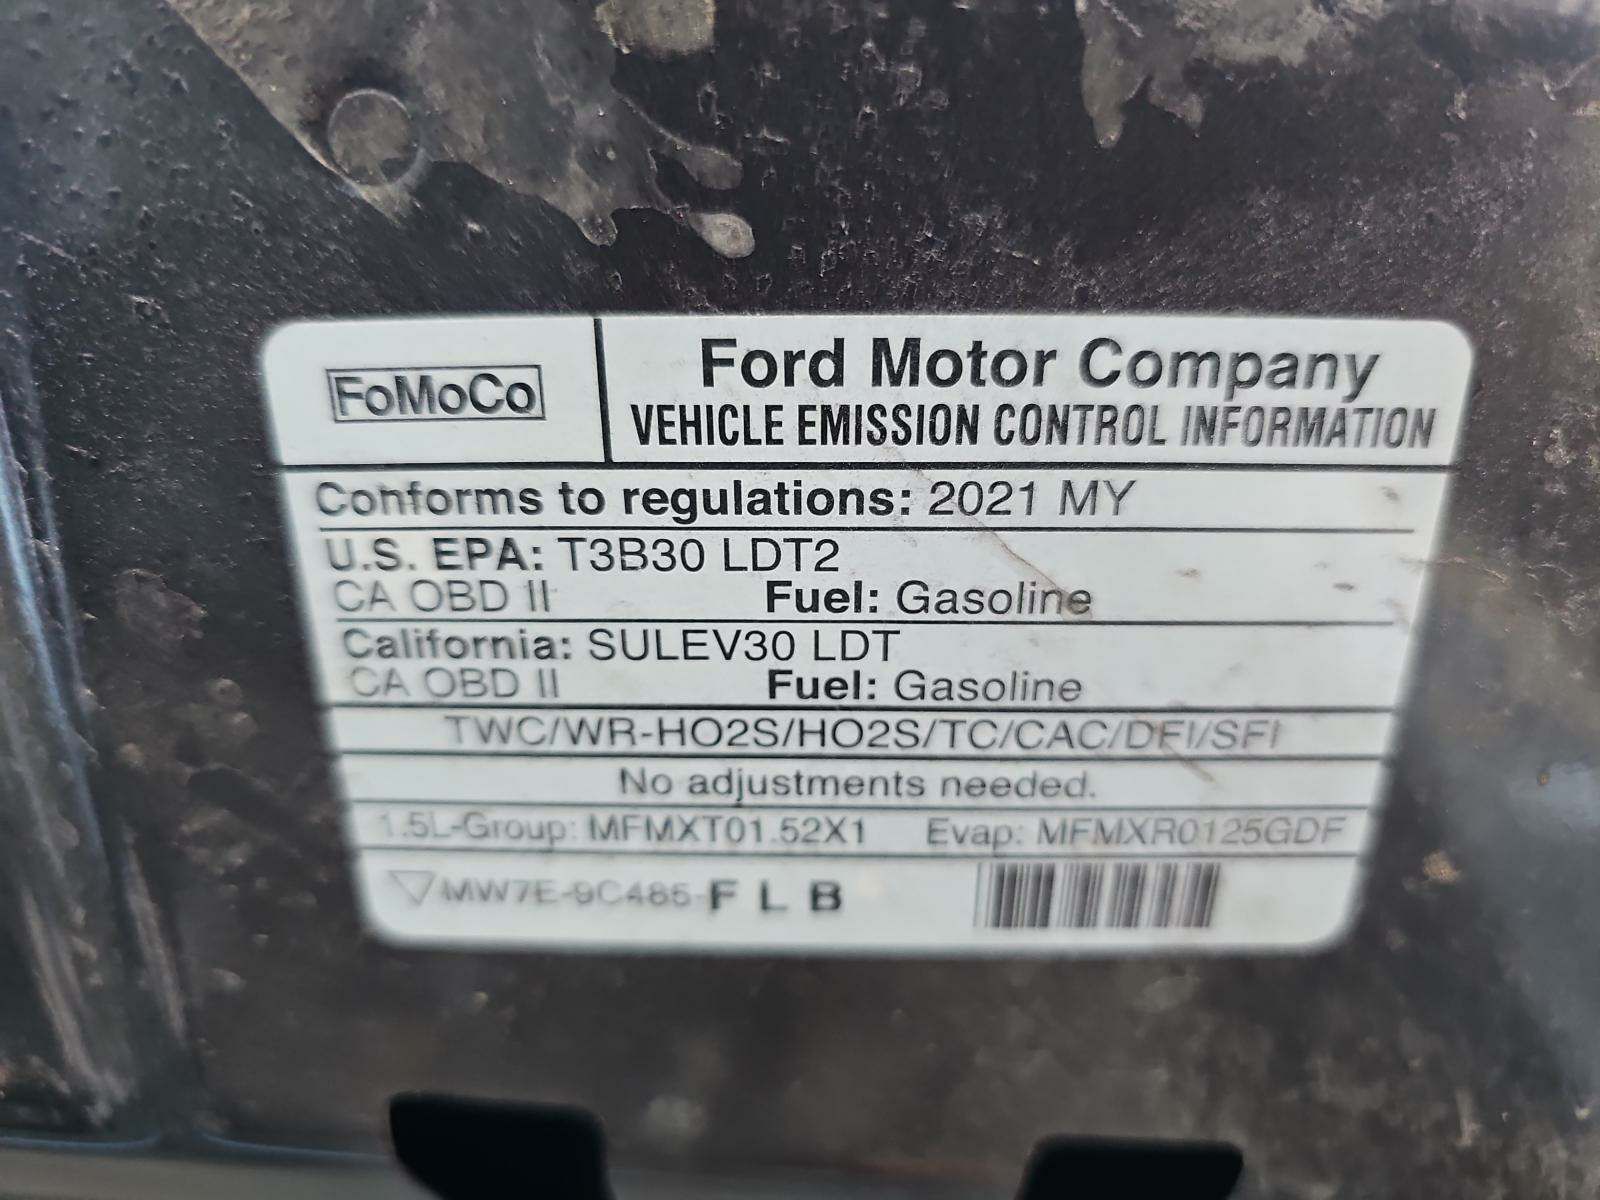 FoMoCo
Ford Motor Company
VEHICLE EMISSION CONTROL INFORMATION
Conforms to regulations: 2021 MY
U.S. EPA: T3B30 LDT2
CA OBD II Fuel: Gasoline
California: SULEV30 LDT
CA OBD II Fuel: Gasoline
TWC/WR-HO2S/HO2S/TC/CAC/DFI/SFI
No adjustments needed.
1.5L-Group: MFMXT01.52X1 Evap: MFMXR0125GDF
MW7E-9C485-FLB